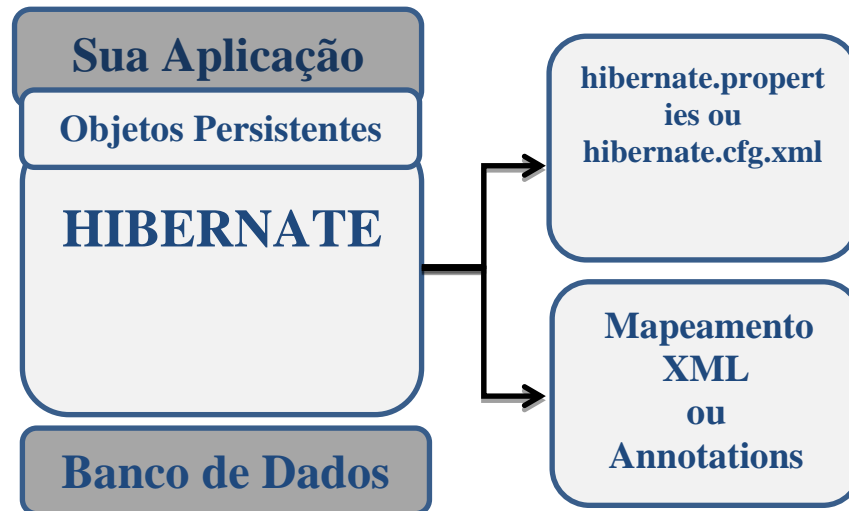 Sua Aplicação
Objetos Persistentes
HIBERNATE
Banco de Dados
hibernate.propert
ies ou
hibernate.cfg.xml
Mapeamento
XML
ou
Annotations